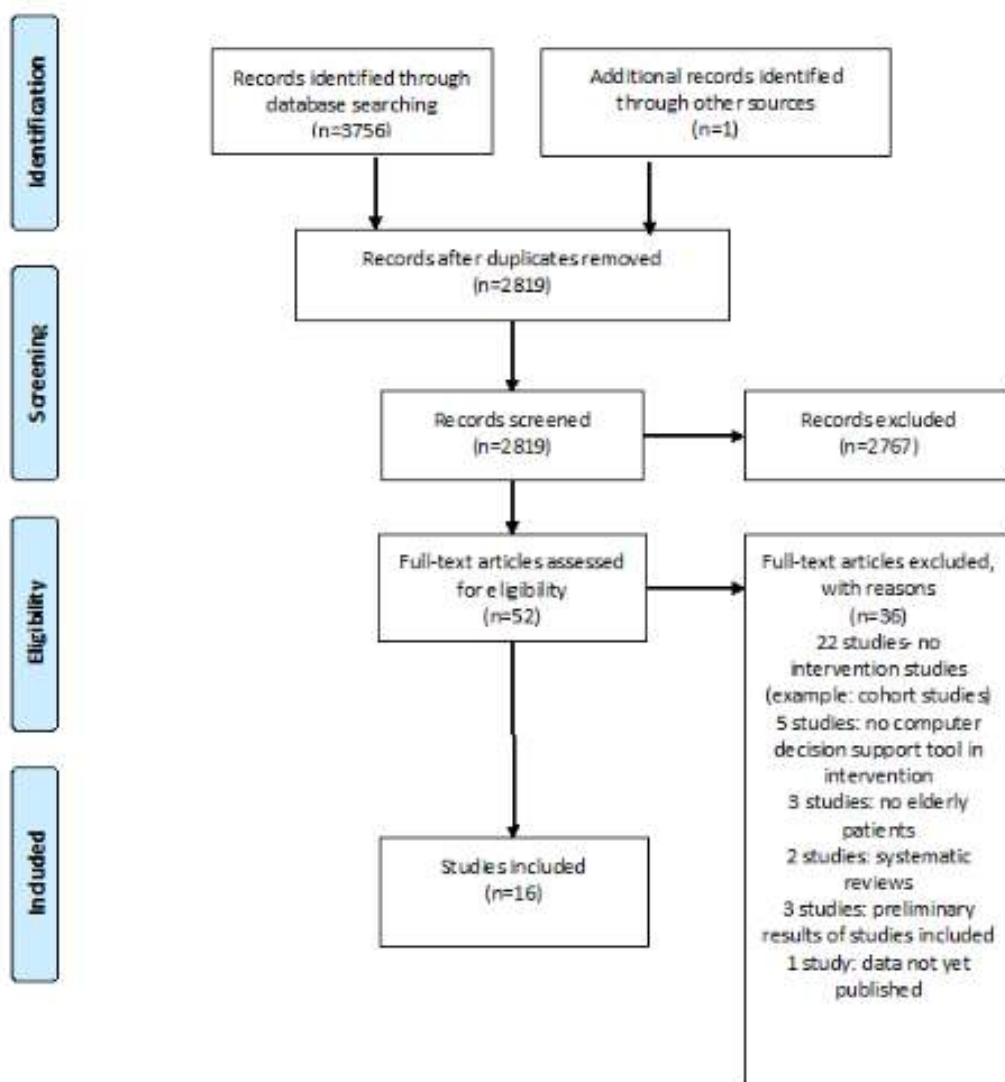 Identification
Records identified through
database searching
(n=3756)
Additional records identified
through other sources
(n=1)
Records after duplicates removed
(n=2819)
Screening
Records screened
(n=2819)
Records excluded
(n=2767)
Eligibility
Full-text articles assessed
for eligibility
(n=52)
Full-text articles excluded,
with reasons
(n=36)
22 studies- no
intervention studies
(example: cohort studies)
5 studies: no computer
decision support tool in
intervention
3 studies: no elderly
patients
2 studies: systematic
reviews
3 studies: preliminary
results of studies included
1 study: data not yet
published
Included
Studies included
(n=16)